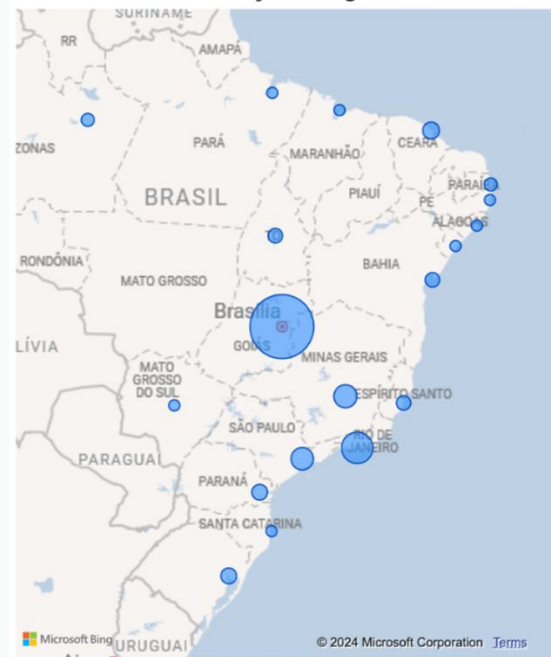 SURINAME
RR
AMAPÁ
ZONAS
PARÁ
MARANHÃO
CEARÁ
PARAÍBA
PIAUÍ
PE
BRASIL
ALAGOAS
RONDÔNIA
MATO GROSSO
BAHIA
Brasília
GOIÁS
LÍVIA
MINAS GERAIS
MATO
GROSSO
DO SUL
ESPÍRITO SANTO
SÃO PAULO
RIO DE
JANEIRO
PARAGUAI
PARANÁ
SANTA CATARINA
URUGUAI
Microsoft Bing
© 2024 Microsoft Corporation Terms